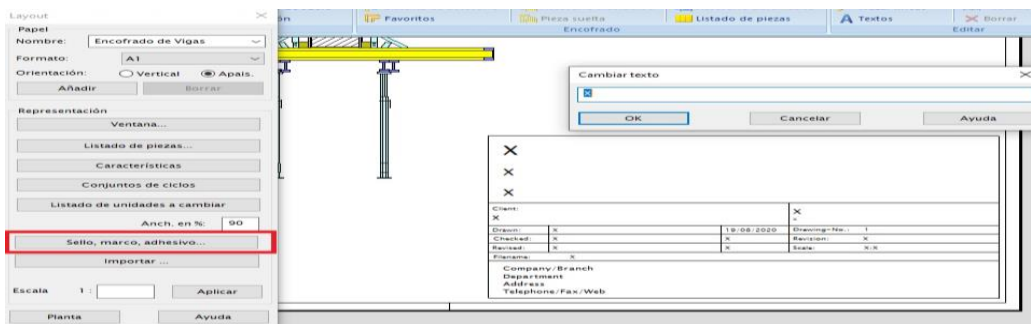 Layout
Papel
Nombre: Encofrado de Vigas
Formato: A1
Orientación: Vertical Apais.
Añadir Borrar
Representación
Ventana...
Listado de piezas...
Características
Conjuntos de ciclos
Listado de unidades a cambiar
Anch. en %: 90
Sello, marco, adhesivo...
Importar ...
Escala 1 : Aplicar
Planta Ayuda
Favoritos Pieza suelta Listado de piezas Textos Borrar
Encofrado Editar
Cambiar texto
X
OK Cancelar Ayuda
X
X
X
Client:
X X
Drawn: X 19/08/2020 Drawing-No.: 1
Checked: X X Revision: X
Revised: X X Scale: X:X
Filename: X
Company/Branch
Department
Address
Telephone/Fax/Web